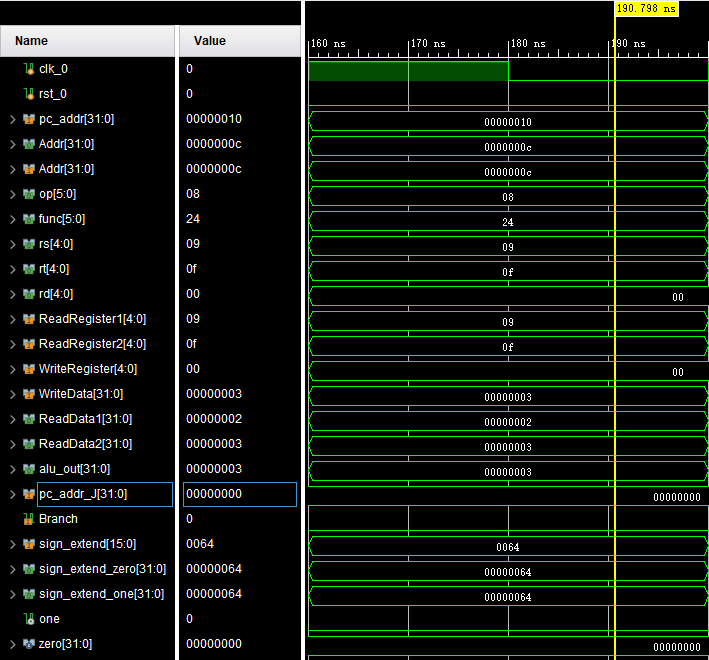 190.798 ns
Name Value
160 ns 170 ns 180 ns 190 ns
clk_0 0
rst_0 0
pc_addr[31:0] 00000010 00000010
Addr[31:0] 0000000c 0000000c
Addr[31:0] 0000000c 0000000c
op[5:0] 08 08
func[5:0] 24 24
rs[4:0] 09 09
rt[4:0] 0f 0f
rd[4:0] 00 00
ReadRegister1[4:0] 09 09
ReadRegister2[4:0] 0f 0f
WriteRegister[4:0] 00 00
WriteData[31:0] 00000003 00000003
ReadData1[31:0] 00000002 00000002
ReadData2[31:0] 00000003 00000003
alu_out[31:0] 00000003 00000003
pc_addr_J[31:0] 00000000 00000000
Branch 0
sign_extend[15:0] 0064 0064
sign_extend_zero[31:0] 00000064 00000064
sign_extend_one[31:0] 00000064 00000064
one 0
zero[31:0] 00000000 00000000